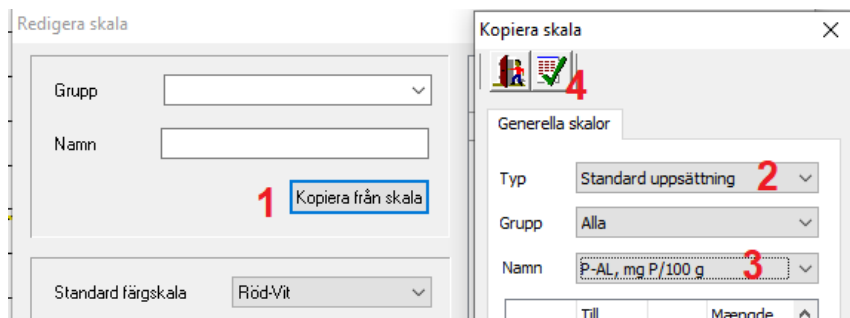 Redigera skala
Grupp
Namn
1 Kopiera från skala
Standard färgskala Röd-Vit
Kopiera skala
4
Generella skalor
Typ Standard uppsättning 2
Grupp Alla
Namn P-AL, mg P/100 g 3
Till Mængde